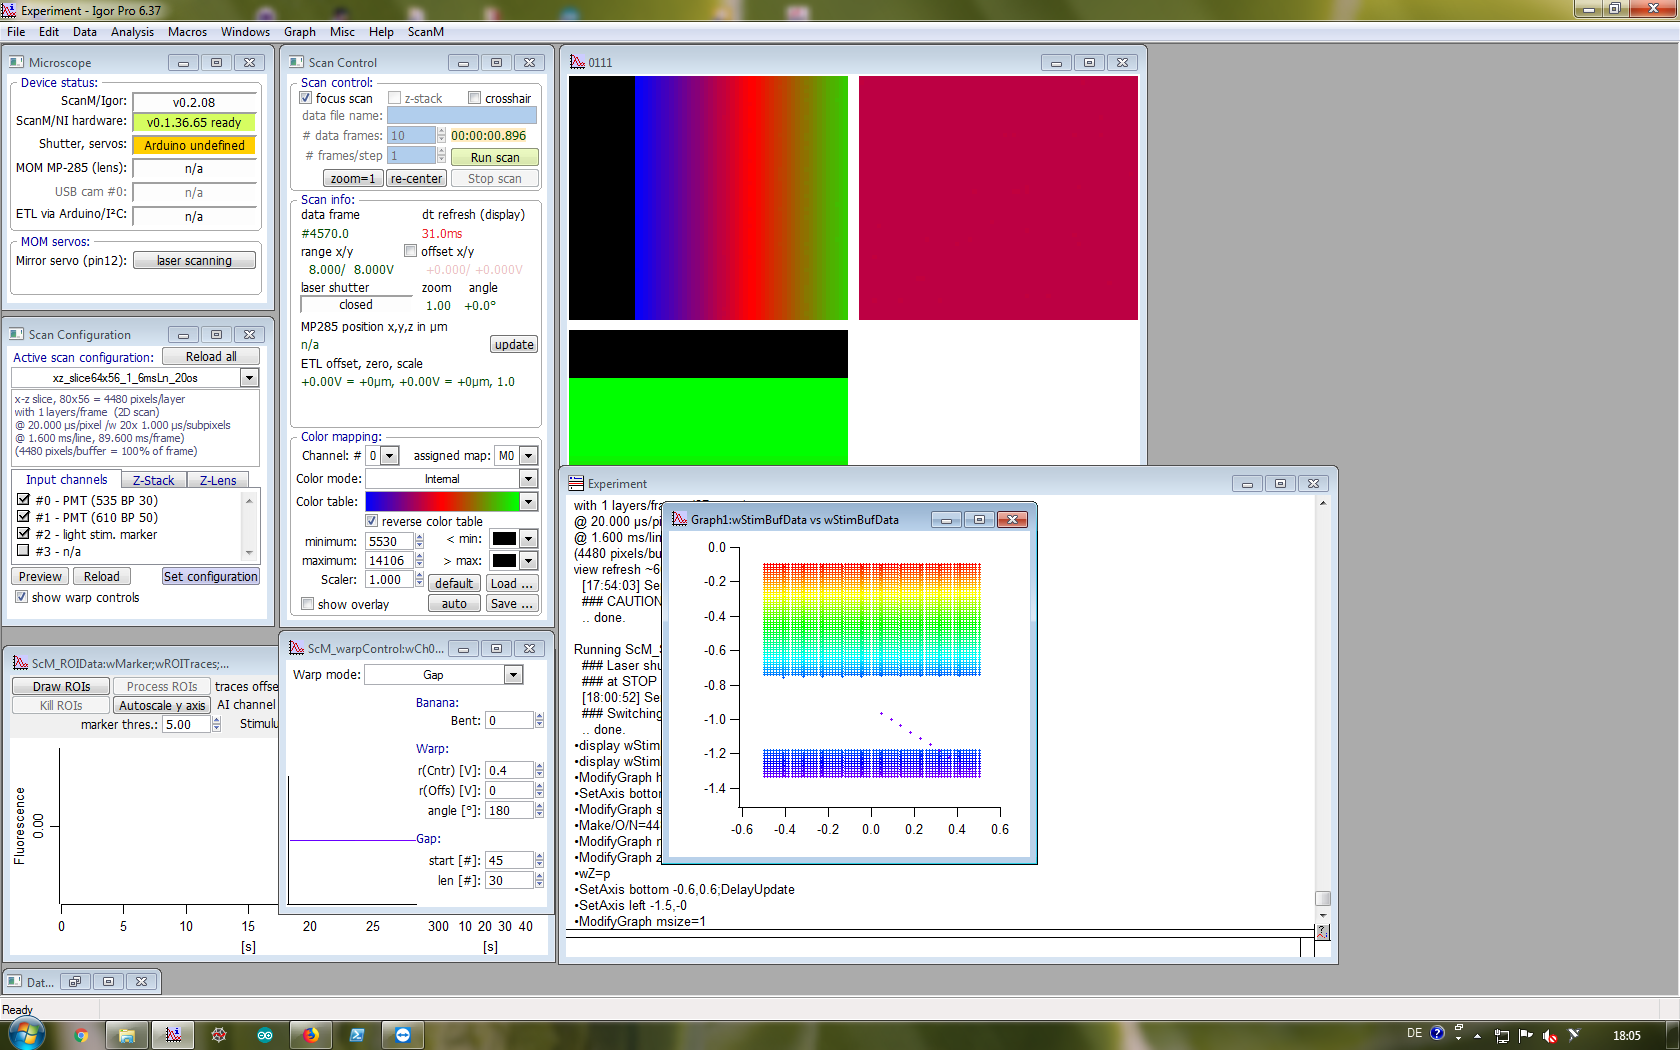 Experiment - Igor Pro 6.37
File Edit Data Analysis Macros Windows Graph Misc Help ScanM
Microscope
Device status:
ScanM/Igor: v0.2.08
ScanM/NI hardware: v0.1.36.65 ready
Shutter, servos: Arduino undefined
MOM MP-285 (lens): n/a
USB cam #0: n/a
ETL via Arduino/I²C: n/a
MOM servos:
Mirror servo (pin12): laser scanning
Scan Configuration
Active scan configuration: Reload all
xz_slice64x56_1_6msLn_20os
x-z slice, 80x56 = 4480 pixels/layer
with 1 layers/frame (2D scan)
@ 20.000 µs/pixel /w 20x 1.000 µs/subpixels
@ 1.600 ms/line, 89.600 ms/frame)
(4480 pixels/buffer = 100% of frame)
Input channels Z-Stack Z-Lens
#0 - PMT (535 BP 30)
#1 - PMT (610 BP 50)
#2 - light stim. marker
#3 - n/a
Preview Reload Set configuration
show warp controls
Scan Control
Scan control:
focus scan z-stack crosshair
data file name:
# data frames: 10 00:00:00.896
# frames/step 1 Run scan
zoom=1 re-center Stop scan
Scan info:
data frame dt refresh (display)
#4570.0 31.0ms
range x/y offset x/y
8.000/ 8.000V +0.000/ +0.000V
laser shutter zoom angle
closed 1.00 +0.0°
MP285 position x,y,z in µm
n/a update
ETL offset, zero, scale
+0.00V = +0µm, +0.00V = +0µm, 1.0
Color mapping:
Channel: # 0 assigned map: M0
Color mode: Internal
Color table:
reverse color table
minimum: 5530 < min:
maximum: 14106 > max:
Scaler: 1.000 default Load ...
show overlay auto Save ...
0111
ScM_ROIData:wMarker;wROITraces;...
Draw ROIs Process ROIs traces offse
Kill ROIs Autoscale y axis AI channel
marker thres.: 5.00 Stimulu
Fluorescence
0.00
0 5 10 15 20 25 300 10 20 30 40
[s] [s]
ScM_warpControl:wCh0...
Warp mode: Gap
Banana:
Bent: 0
Warp:
r(Cntr) [V]: 0.4
r(Offs) [V]: 0
angle [°]: 180
Gap:
start [#]: 45
len [#]: 30
Experiment
with 1 layers/fra
@ 20.000 µs/pi
@ 1.600 ms/lin
(4480 pixels/bu
view refresh ~6
[17:54:03] Se
### CAUTION
.. done.
Running ScM_S
### Laser shu
### at STOP
[18:00:52] Se
### Switching
.. done.
•display wStim
•display wStim
•ModifyGraph h
•SetAxis bottom
•ModifyGraph s
•Make/O/N=44
•ModifyGraph r
•ModifyGraph z
•wZ=p
•SetAxis bottom -0.6,0.6;DelayUpdate
•SetAxis left -1.5,-0
•ModifyGraph msize=1
Graph1:wStimBufData vs wStimBufData
0.0
-0.2
-0.4
-0.6
-0.8
-1.0
-1.2
-1.4
-0.6 -0.4 -0.2 0.0 0.2 0.4 0.6
Dat...
Ready
DE 18:05